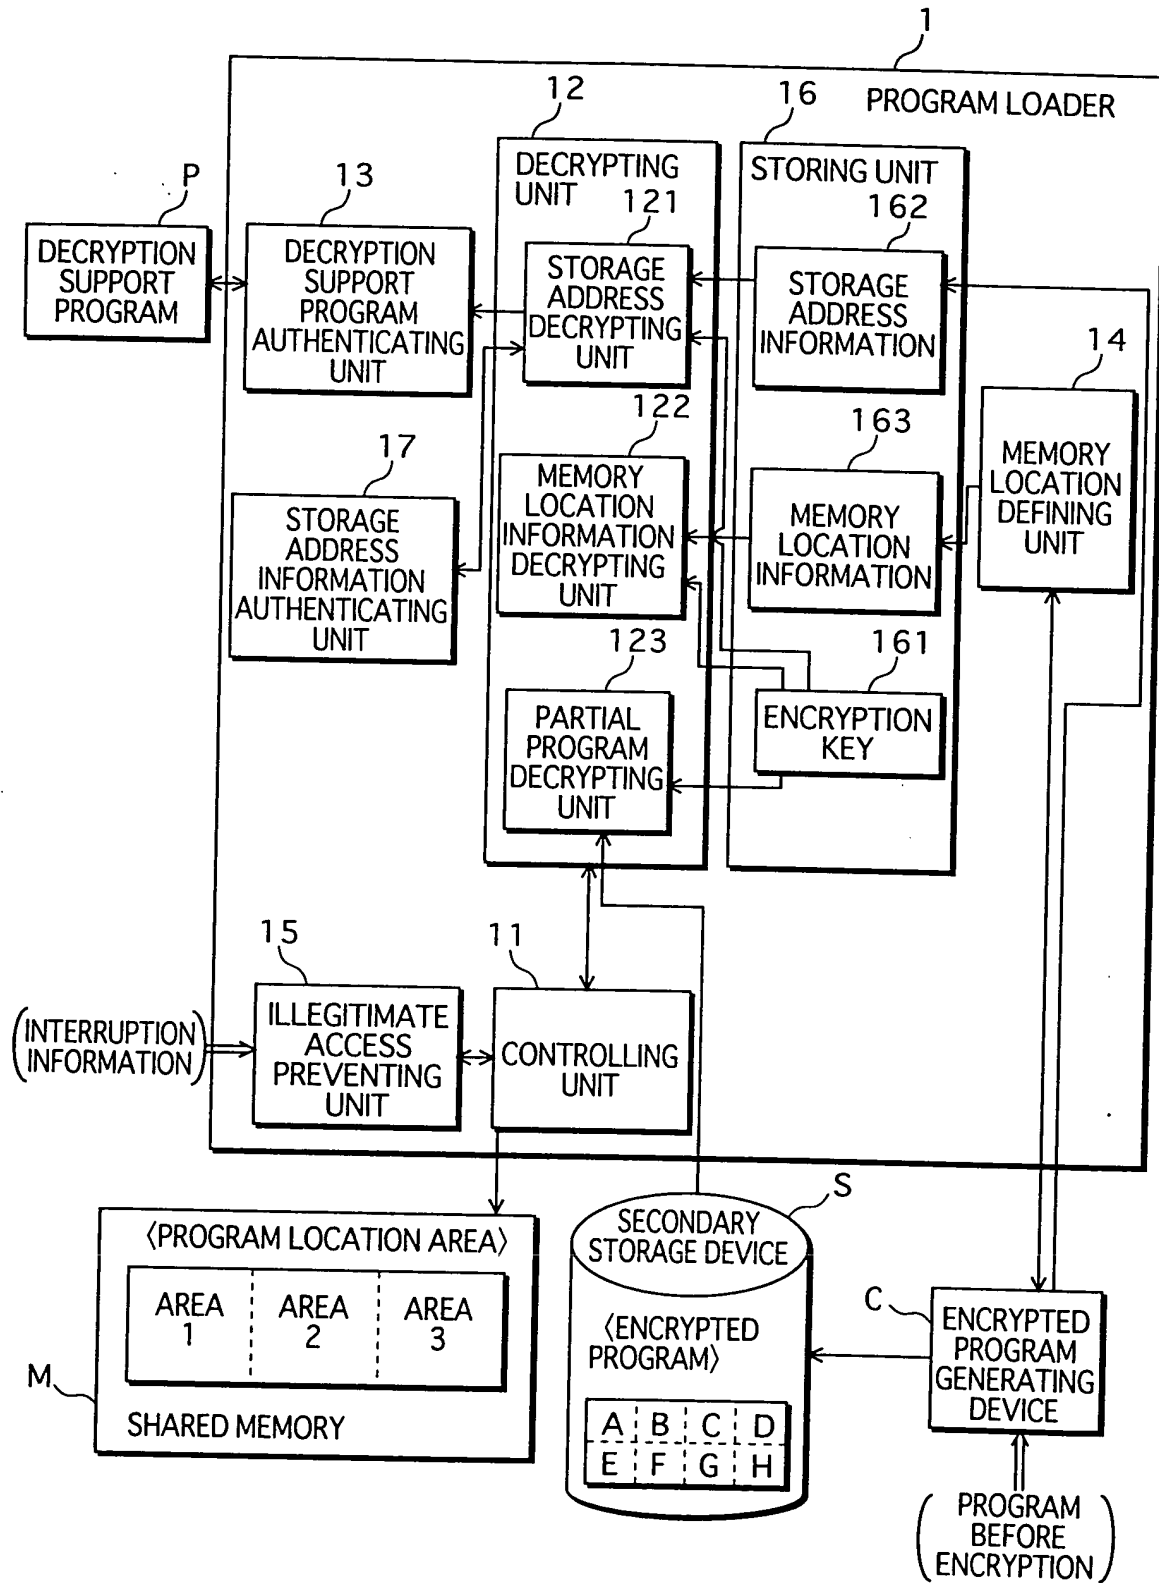 1
PROGRAM LOADER
12
DECRYPTING
UNIT
16
STORING UNIT
P
DECRYPTION
SUPPORT
PROGRAM
13
DECRYPTION
SUPPORT
PROGRAM
AUTHENTICATING
UNIT
121
STORAGE
ADDRESS
DECRYPTING
UNIT
162
STORAGE
ADDRESS
INFORMATION
14
MEMORY
LOCATION
DEFINING
UNIT
17
STORAGE
ADDRESS
INFORMATION
AUTHENTICATING
UNIT
122
MEMORY
LOCATION
INFORMATION
DECRYPTING
UNIT
163
MEMORY
LOCATION
INFORMATION
123
PARTIAL
PROGRAM
DECRYPTING
UNIT
161
ENCRYPTION
KEY
(INTERRUPTION
INFORMATION)
15
ILLEGITIMATE
ACCESS
PREVENTING
UNIT
11
CONTROLLING
UNIT
M
〈PROGRAM LOCATION AREA〉
AREA
1
AREA
2
AREA
3
SHARED MEMORY
S
SECONDARY
STORAGE DEVICE
〈ENCRYPTED
PROGRAM〉
A B C D
E F G H
C
ENCRYPTED
PROGRAM
GENERATING
DEVICE
(PROGRAM
BEFORE
ENCRYPTION)